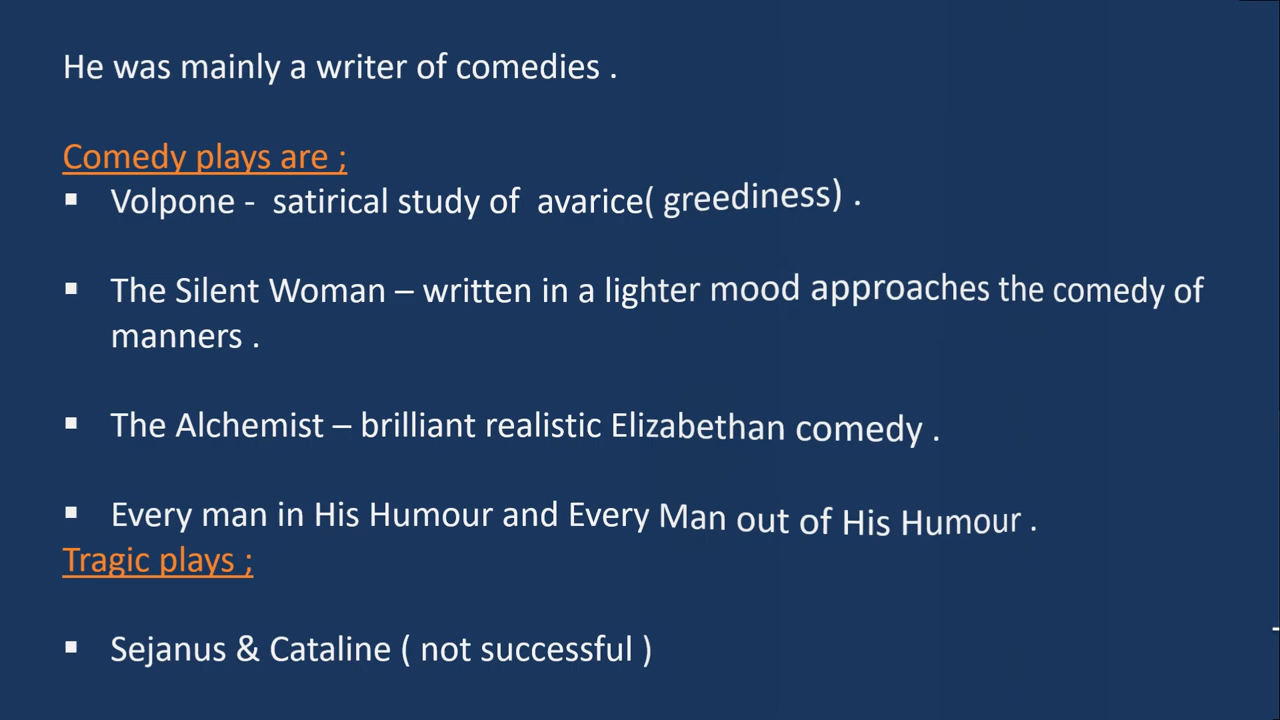 He was mainly a writer of comedies .
Comedy plays are ;
▪ Volpone - satirical study of avarice( greediness) .
▪ The Silent Woman – written in a lighter mood approaches the comedy of
manners .
▪ The Alchemist – brilliant realistic Elizabethan comedy .
▪ Every man in His Humour and Every Man out of His Humour .
Tragic plays ;
▪ Sejanus & Cataline ( not successful )